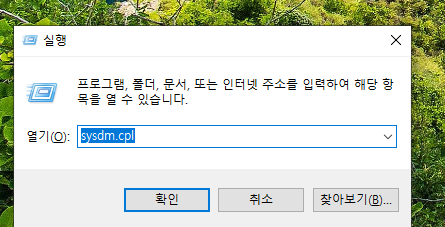 실행
프로그램, 폴더, 문서, 또는 인터넷 주소를 입력하여 해당 항
목을 열 수 있습니다.
열기(O): sysdm.cpl
확인 취소 찾아보기(B)...